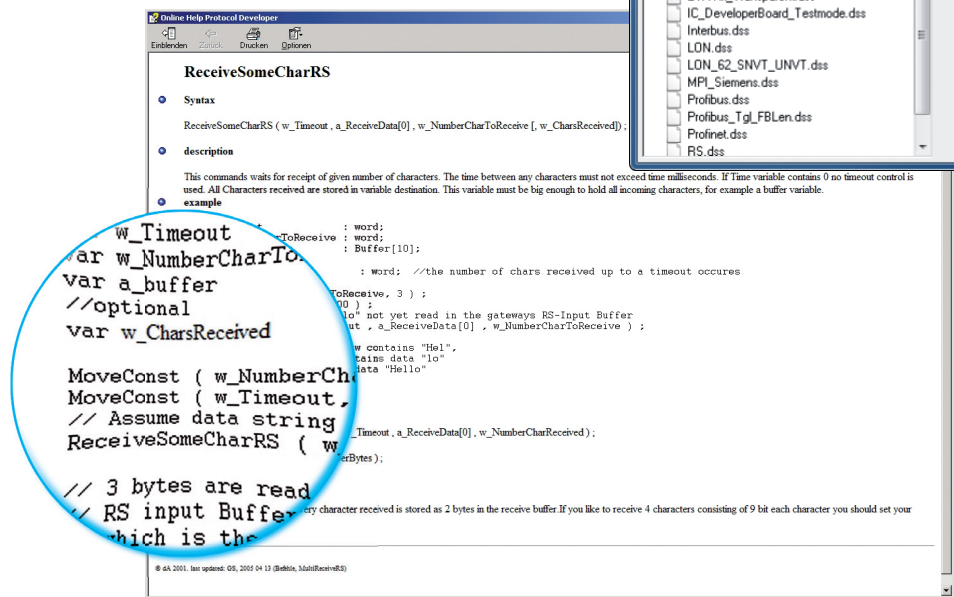 Online Help Protocol Developer
Einblenden Zurück Drucken Optionen
ReceiveSomeCharRS
Syntax
ReceiveSomeCharRS ( w_Timeout , a_ReceiveData[0] , w_NumberCharToReceive [, w_CharsReceived]) ;
description
This commands waits for receipt of given number of characters. The time between any characters must not exceed time milliseconds. If Time variable contains 0 no timeout control is
used. All Characters received are stored in variable destination. This variable must be big enough to hold all incoming characters, for example a buffer variable.
example
: word;
rToReceive : word;
: Buffer[10];
: word; //the number of chars received up to a timeout occures
ToReceive, 3 ) ;
00 ) ;
lo" not yet read in the gateways RS-Input Buffer
ut , a_ReceiveData[0] , w_NumberCharToReceive ) ;
w contains "Hel",
tains data "lo"
data "Hello"
_Timeout , a_ReceiveData[0] , w_NumberCharReceived ) ;
erBytes ) ;
ery character received is stored as 2 bytes in the receive buffer.If you like to receive 4 characters consisting of 9 bit each character you should set your
© dA 2001. last updated: OS, 2005 04 13 (Befehle, MultiReceiveRS)
w_Timeout
var w_NumberCharTo
var a_buffer
//optional
var w_CharsReceived
MoveConst ( w_NumberCh
MoveConst ( w_Timeout,
// Assume data string
ReceiveSomeCharRS ( w
// 3 bytes are read
// RS input Buffer
which is the
IC_DeveloperBoard_Testmode.dss
Interbus.dss
LON.dss
LON_62_SNVT_UNVT.dss
MPI_Siemens.dss
Profibus.dss
Profibus_Tgl_FBLen.dss
Profinet.dss
RS.dss